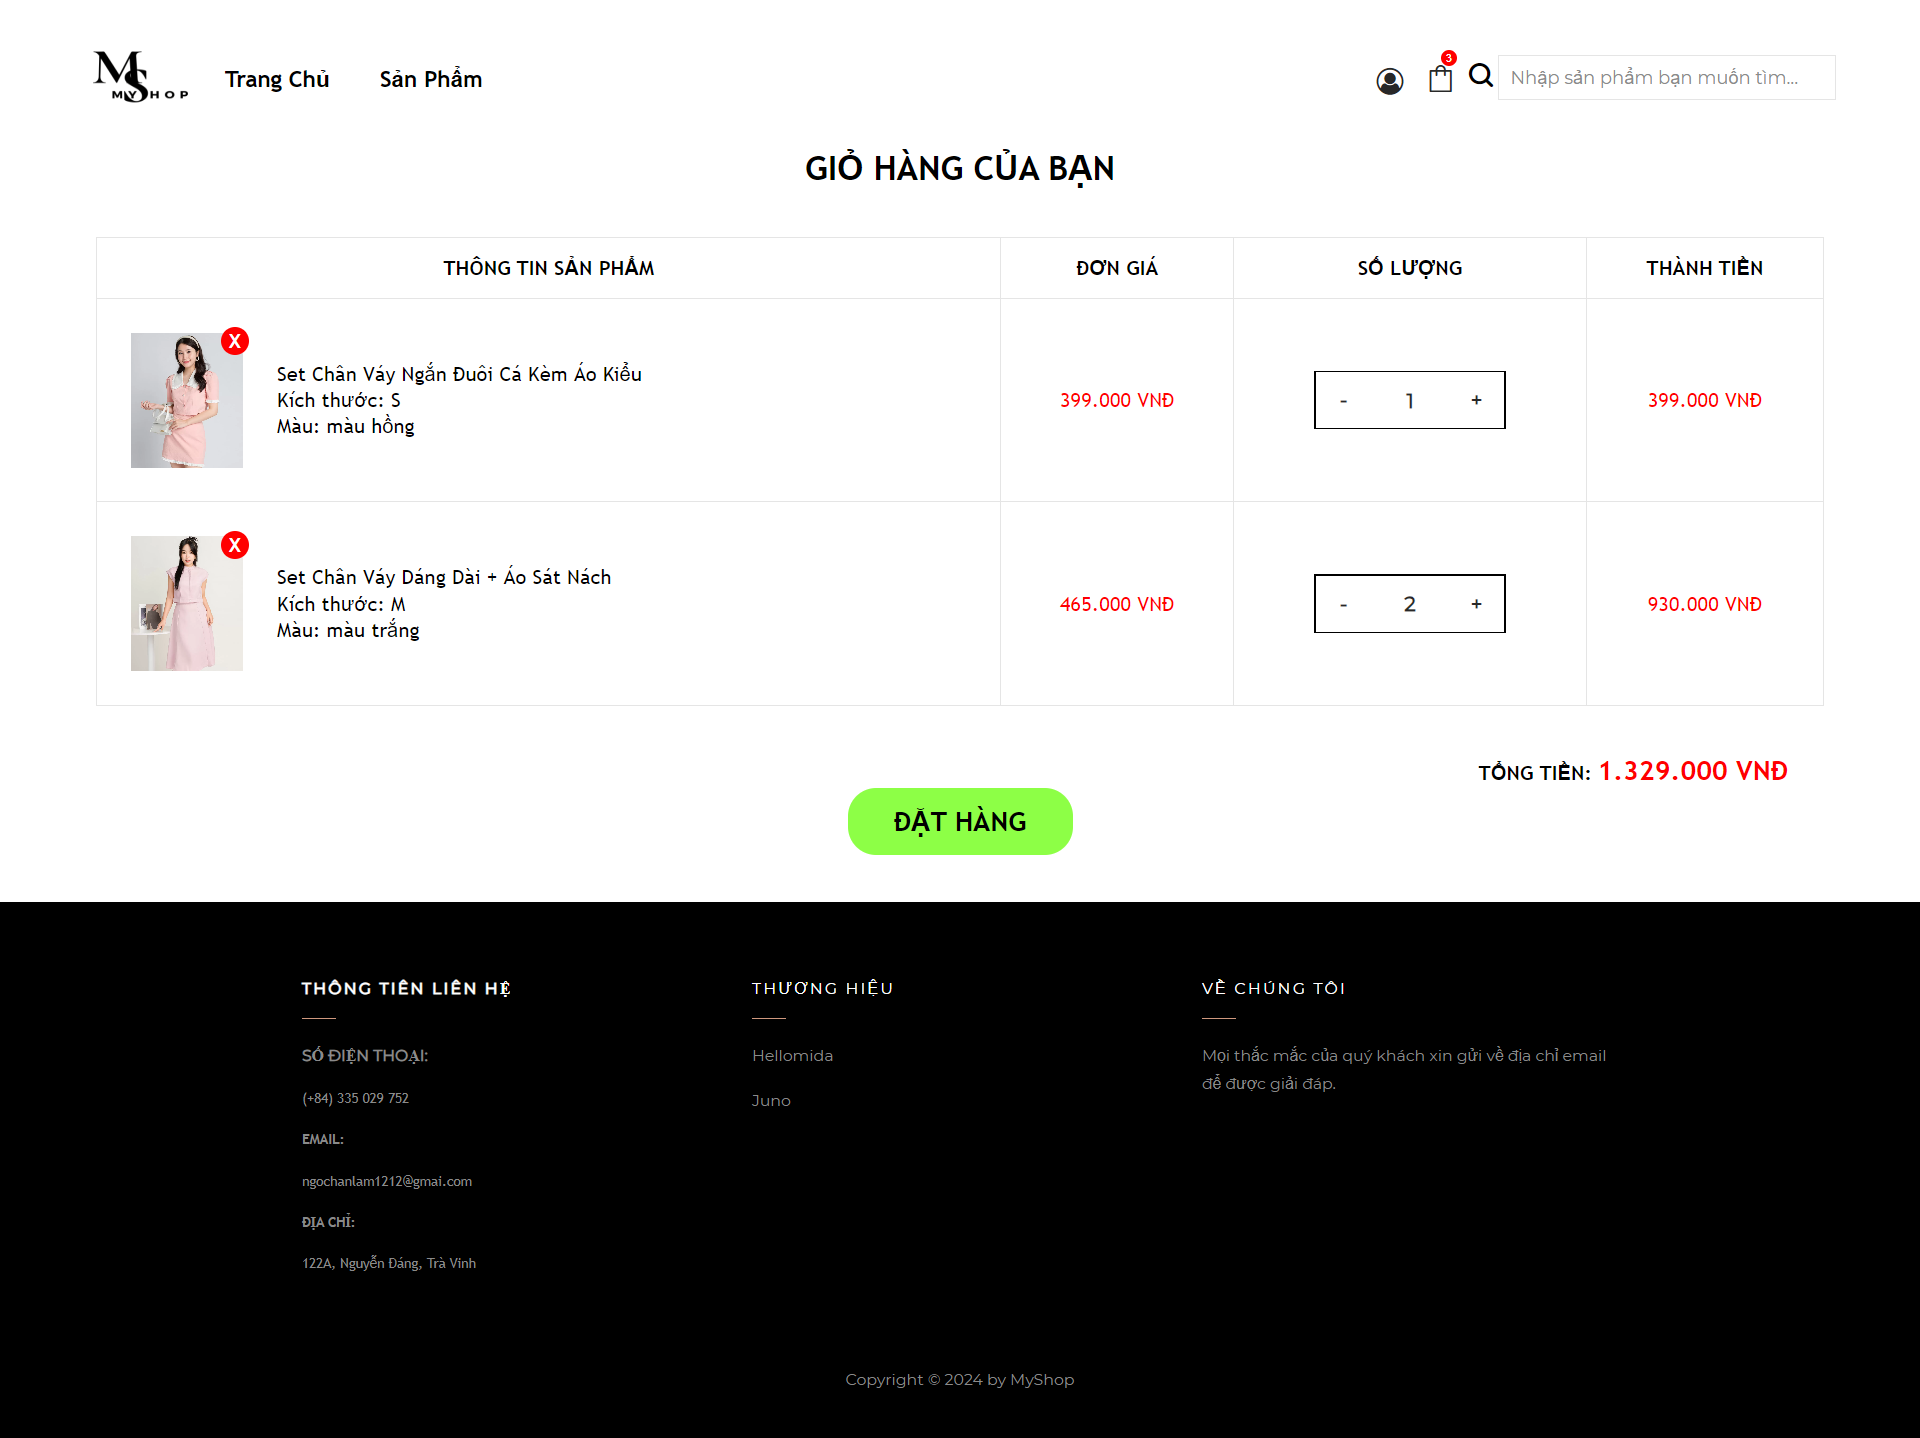 MS
MYSHOP
Trang Chủ
Sản Phẩm
3
Nhập sản phẩm bạn muốn tìm...
GIỎ HÀNG CỦA BẠN
THÔNG TIN SẢN PHẨM
ĐƠN GIÁ
SỐ LƯỢNG
THÀNH TIỀN
X
Set Chân Váy Ngắn Đuôi Cá Kèm Áo Kiểu
Kích thước: S
Màu: màu hồng
399.000 VNĐ
- 1 +
399.000 VNĐ
X
Set Chân Váy Dáng Dài + Áo Sát Nách
Kích thước: M
Màu: màu trắng
465.000 VNĐ
- 2 +
930.000 VNĐ
TỔNG TIỀN: 1.329.000 VNĐ
ĐẶT HÀNG
THÔNG TIÊN LIÊN HỆ
SỐ ĐIỆN THOẠI:
(+84) 335 029 752
EMAIL:
ngochanlam1212@gmai.com
ĐỊA CHỈ:
122A, Nguyễn Đáng, Trà Vinh
THƯƠNG HIỆU
Hellomida
Juno
VỀ CHÚNG TÔI
Mọi thắc mắc của quý khách xin gửi về địa chỉ email
để được giải đáp.
Copyright © 2024 by MyShop